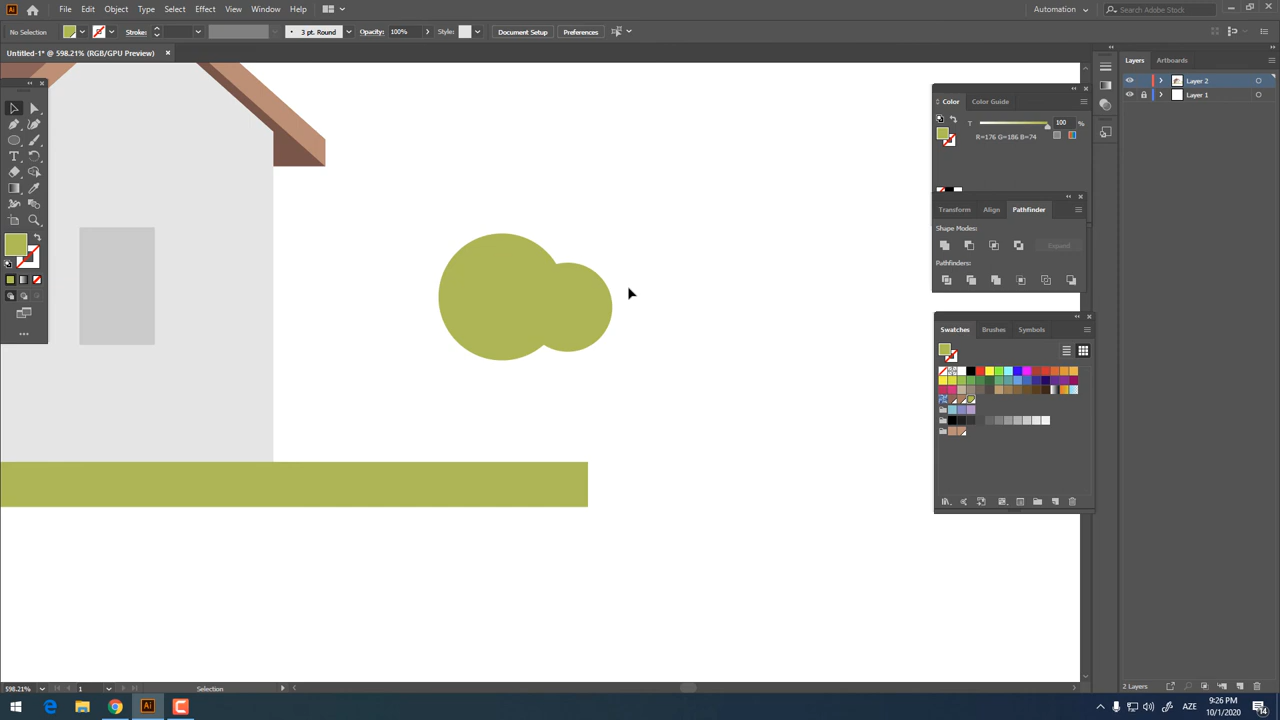 Ai File Edit Object Type Select Effect View Window Help Automation Search Adobe Stock
No Selection Stroke: 3 pt. Round Opacity: 100% Style: Document Setup Preferences
Untitled-1* @ 598.21% (RGB/GPU Preview)
Layers Artboards
Layer 2
Layer 1
Color Color Guide
T 100 %
R=176 G=186 B=74
Transform Align Pathfinder
Shape Modes:
Expand
Pathfinders:
Swatches Brushes Symbols
598.21% 1 Selection
2 Layers
Ai AZE
9:26 PM
10/1/2020
14